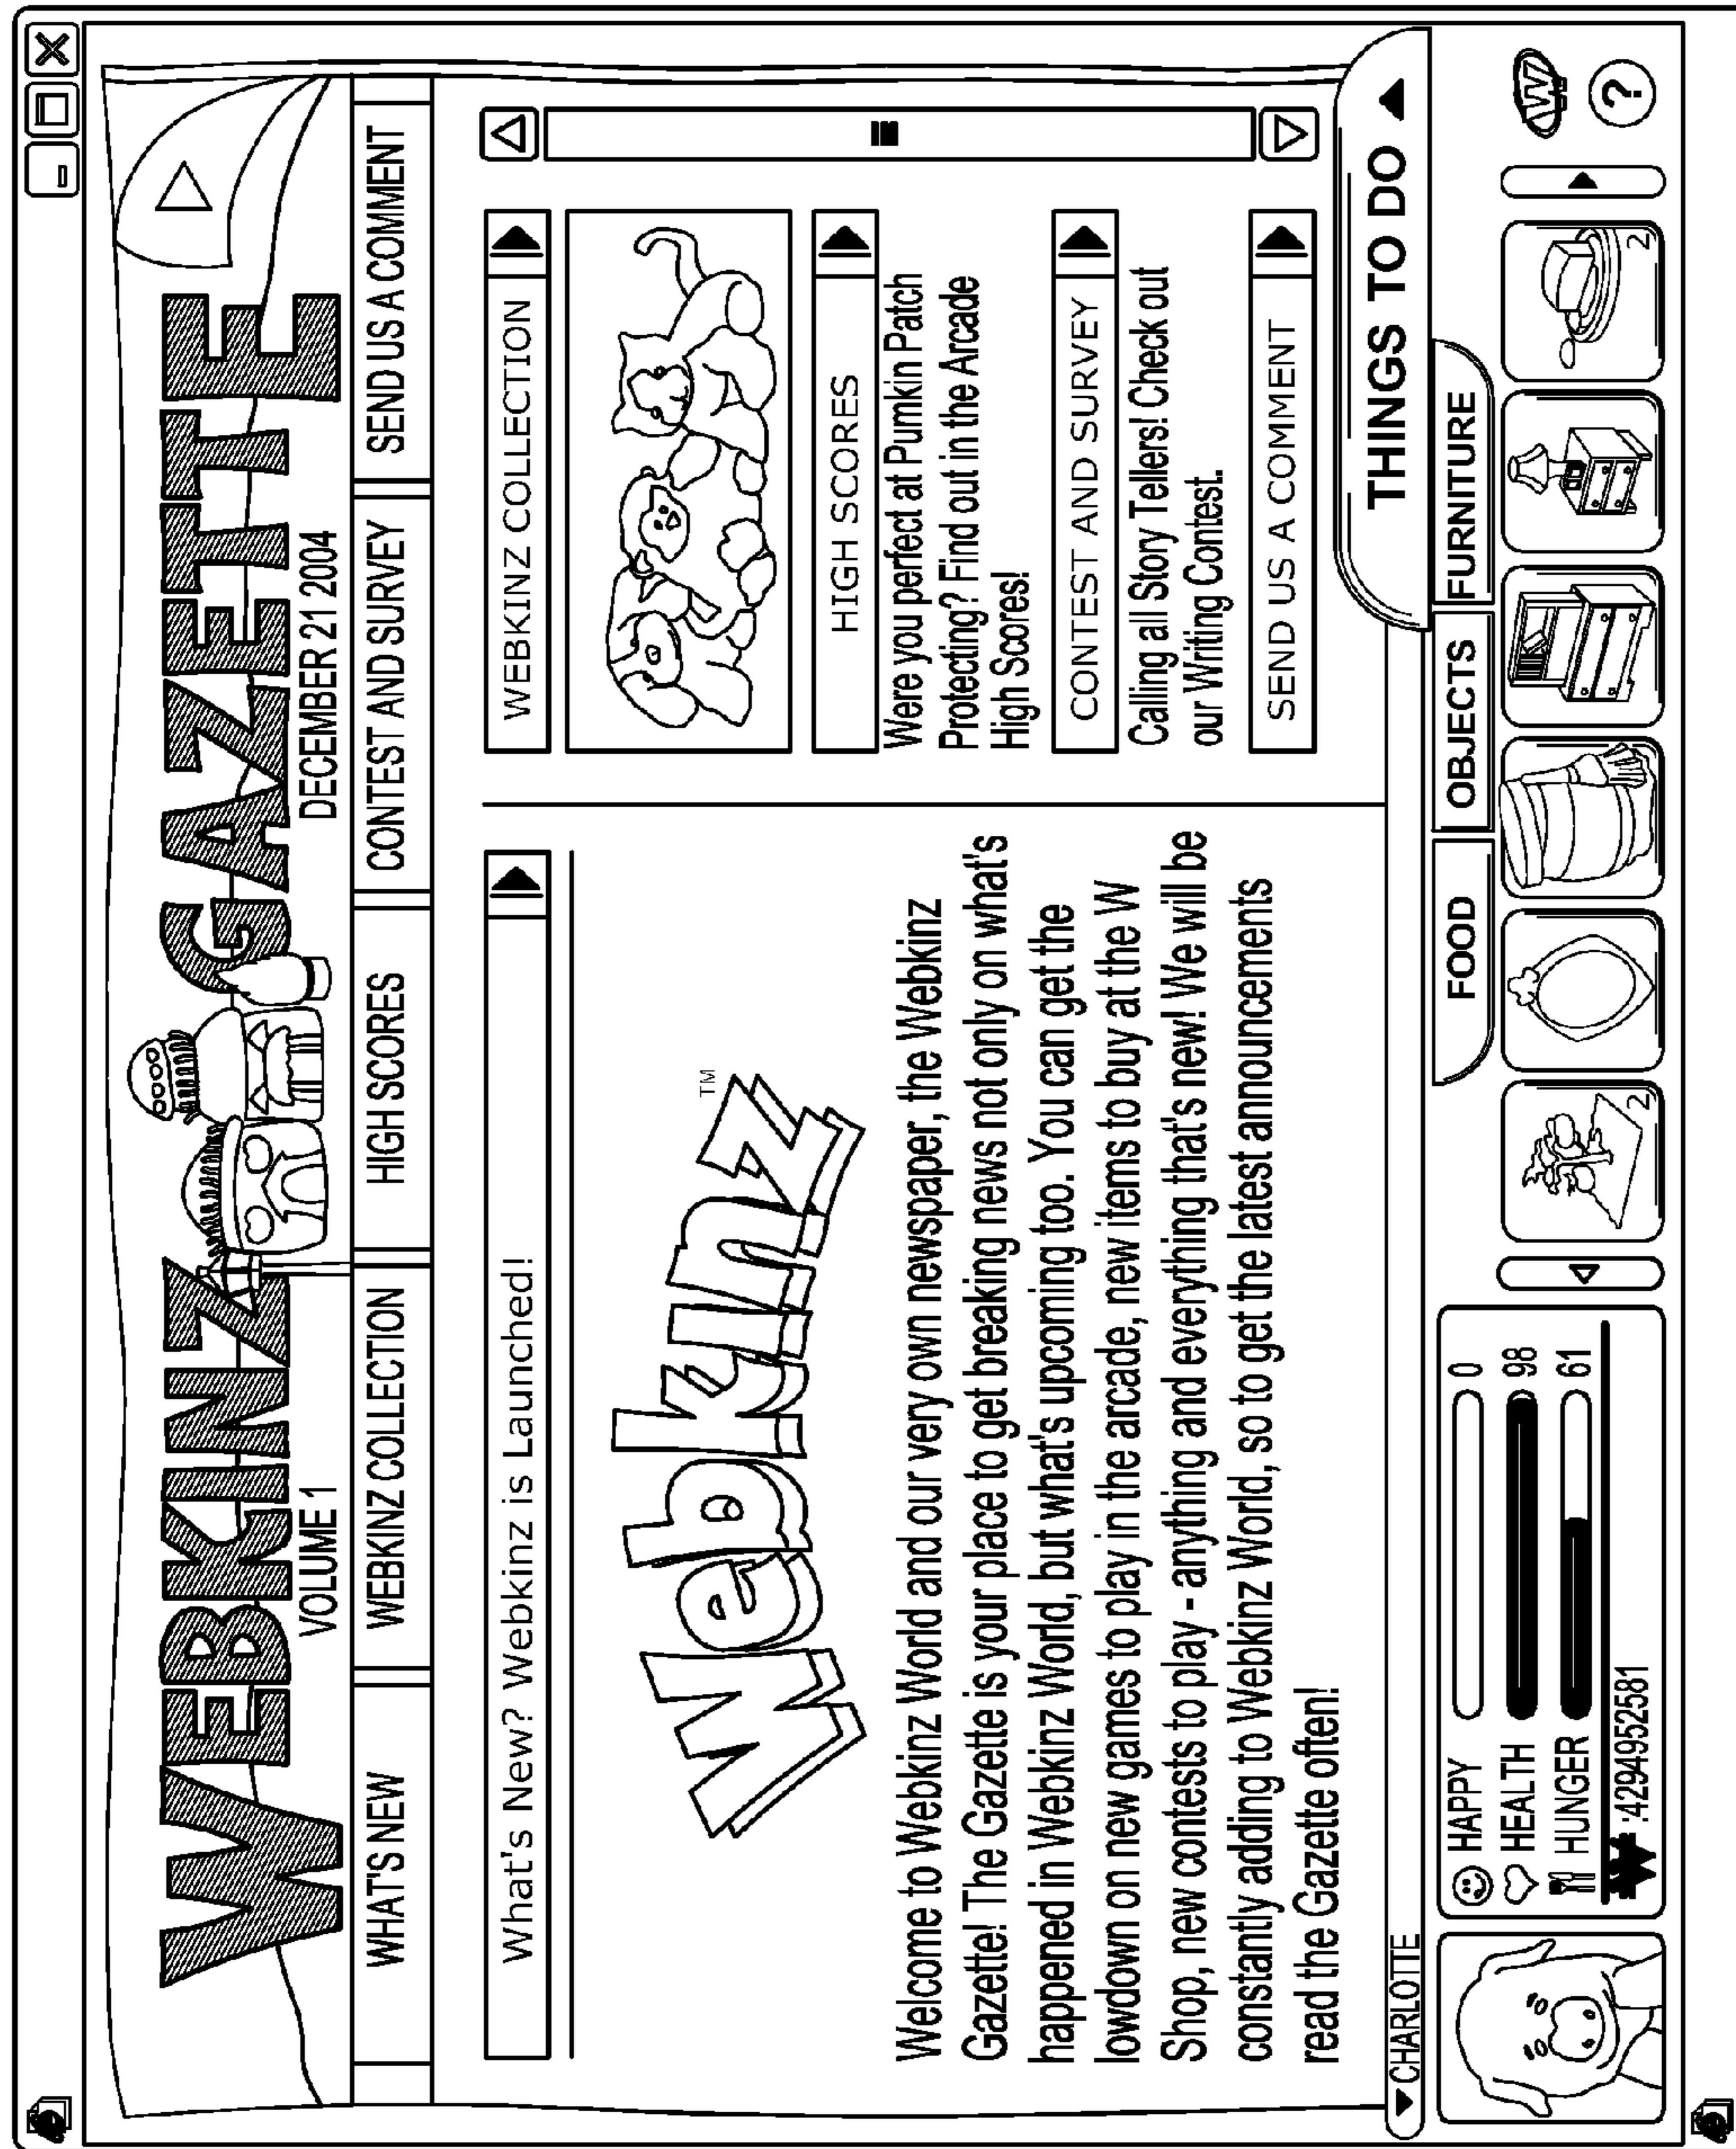 WEBKINZ GAZETTE
VOLUME 1
DECEMBER 21 2004
WHAT'S NEW
WEBKINZ COLLECTION
HIGH SCORES
CONTEST AND SURVEY
SEND US A COMMENT
What's New? Webkinz is Launched!
Webkinz™
Welcome to Webkinz World and our very own newspaper, the Webkinz
Gazette! The Gazette is your place to get breaking news not only on what's
happened in Webkinz World, but what's upcoming too. You can get the
lowdown on new games to play in the arcade, new items to buy at the W
Shop, new contests to play - anything and everything that's new! We will be
constantly adding to Webkinz World, so to get the latest announcements
read the Gazette often!
WEBKINZ COLLECTION
HIGH SCORES
Were you perfect at Pumkin Patch
Protecting? Find out in the Arcade
High Scores!
CONTEST AND SURVEY
Calling all Story Tellers! Check out
our Writing Contest.
SEND US A COMMENT
CHARLOTTE
THINGS TO DO
HAPPY 0
HEALTH 98
HUNGER 61
W :4294952581
FOOD
OBJECTS
FURNITURE
2
2
W
?